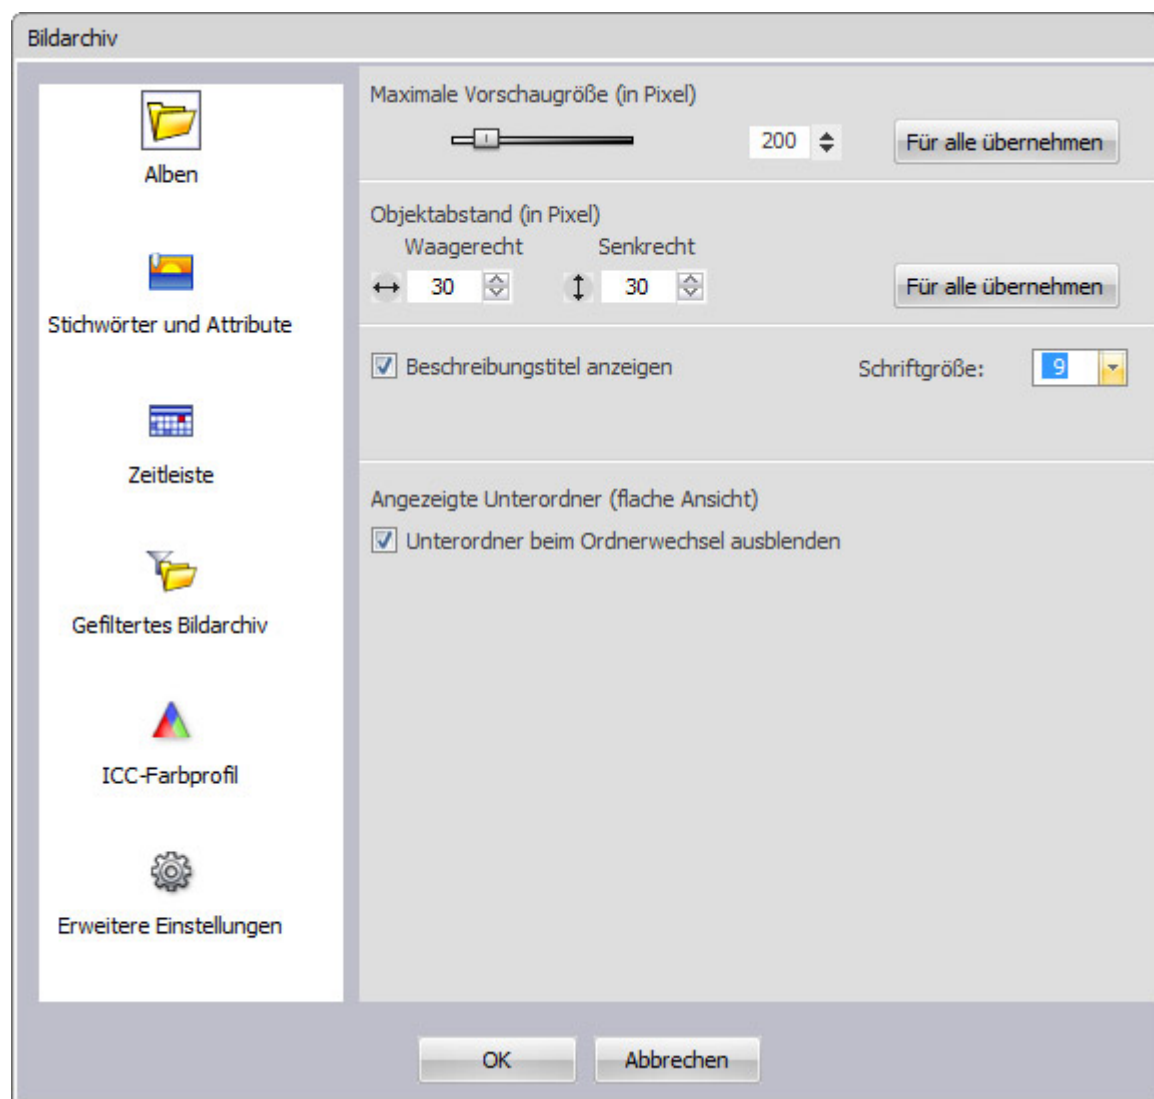 Bildarchiv
Alben
Stichwörter und Attribute
Zeitleiste
Gefiltertes Bildarchiv
ICC-Farbprofil
Erweitere Einstellungen
Maximale Vorschaugröße (in Pixel)
200 Für alle übernehmen
Objektabstand (in Pixel)
Waagerecht Senkrecht
30 30 Für alle übernehmen
Beschreibungstitel anzeigen Schriftgröße: 9
Angezeigte Unterordner (flache Ansicht)
Unterordner beim Ordnerwechsel ausblenden
OK Abbrechen